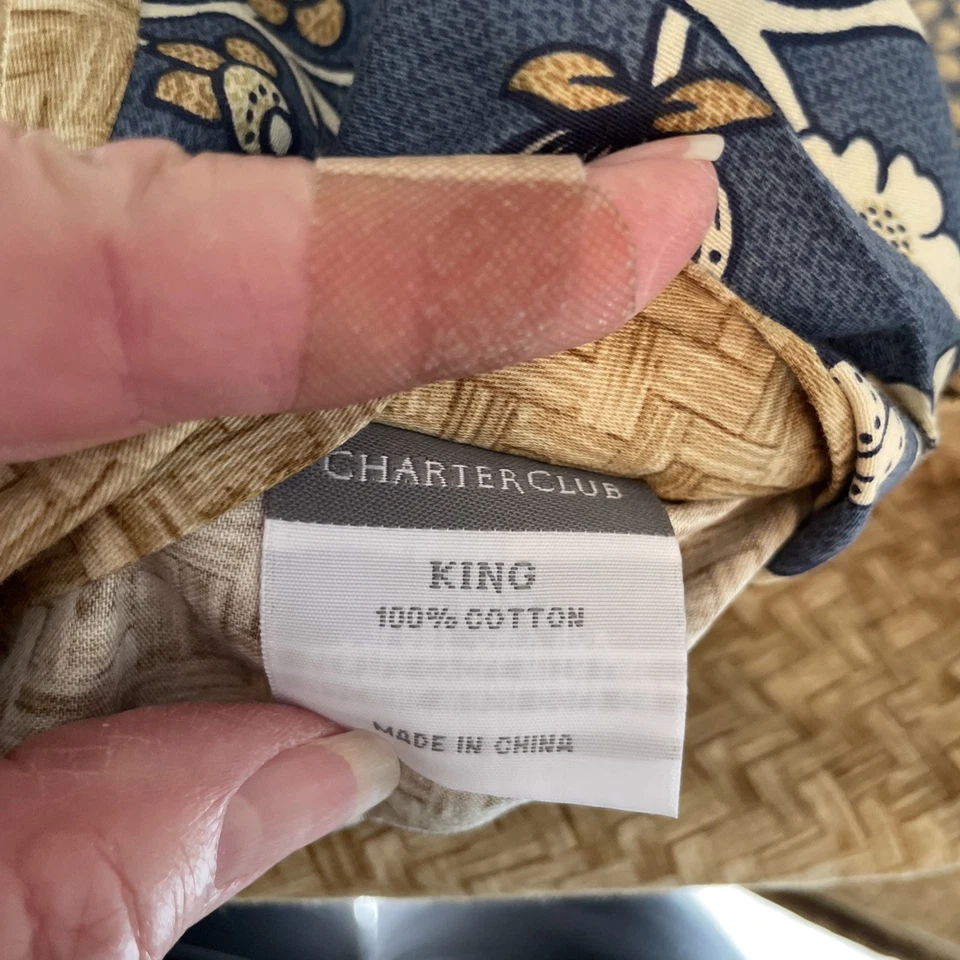 CHARTERCLUB
KING
100% COTTON
MADE IN CHINA